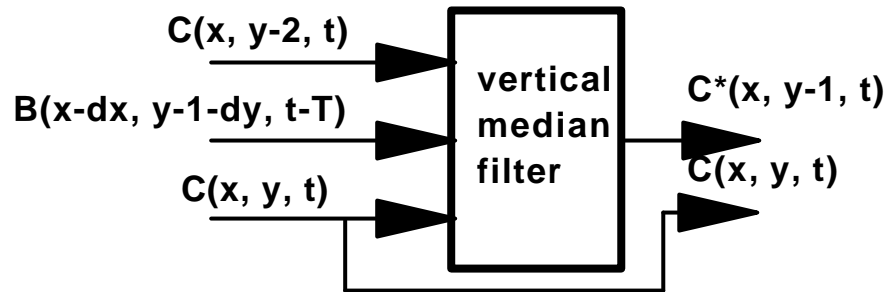 C(x, y-2, t)
B(x-dx, y-1-dy, t-T)
C(x, y, t)
vertical
median
filter
C*(x, y-1, t)
C(x, y, t)